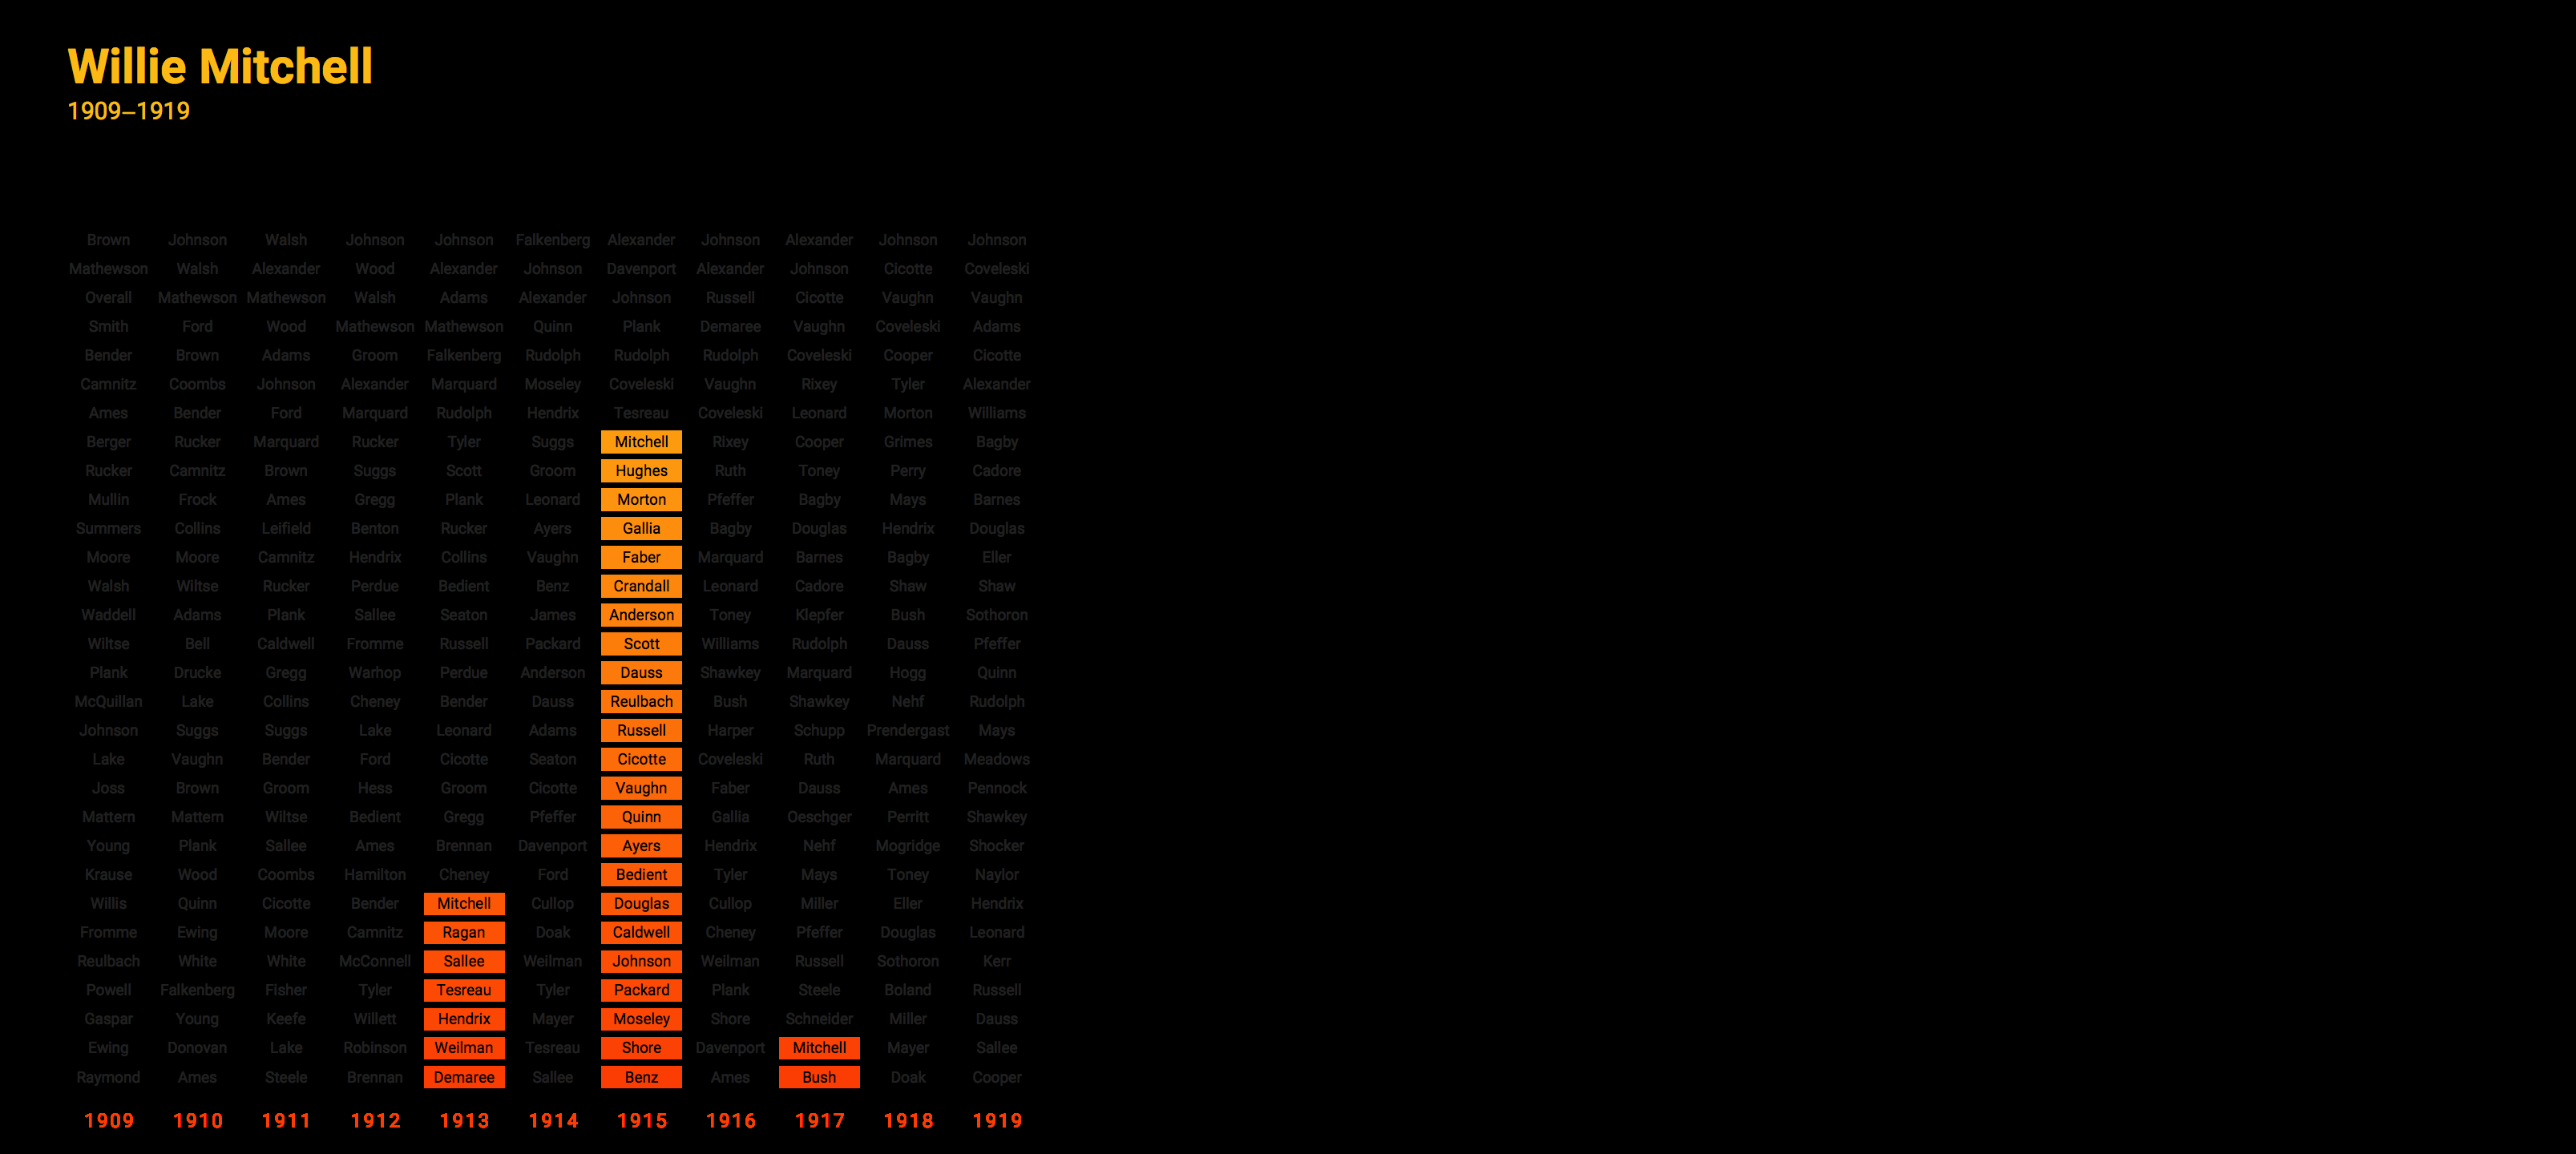 Willie Mitchell
1909–1919
Brown Johnson Walsh Johnson Johnson Falkenberg Alexander Johnson Alexander Johnson Johnson
Mathewson Walsh Alexander Wood Alexander Johnson Davenport Alexander Johnson Cicotte Coveleski
Overall Mathewson Mathewson Walsh Adams Alexander Johnson Russell Cicotte Vaughn Vaughn
Smith Ford Wood Mathewson Mathewson Quinn Plank Demaree Vaughn Coveleski Adams
Bender Brown Adams Groom Falkenberg Rudolph Rudolph Rudolph Coveleski Cooper Cicotte
Camnitz Coombs Johnson Alexander Marquard Moseley Coveleski Vaughn Rixey Tyler Alexander
Ames Bender Ford Marquard Rudolph Hendrix Tesreau Coveleski Leonard Morton Williams
Berger Rucker Marquard Rucker Tyler Suggs Mitchell Rixey Cooper Grimes Bagby
Rucker Camnitz Brown Suggs Scott Groom Hughes Ruth Toney Perry Cadore
Mullin Frock Ames Gregg Plank Leonard Morton Pfeffer Bagby Mays Barnes
Summers Collins Leifield Benton Rucker Ayers Gallia Bagby Douglas Hendrix Douglas
Moore Moore Camnitz Hendrix Collins Vaughn Faber Marquard Barnes Bagby Eller
Walsh Wiltse Rucker Perdue Bedient Benz Crandall Leonard Cadore Shaw Shaw
Waddell Adams Plank Sallee Seaton James Anderson Toney Klepfer Bush Sothoron
Wiltse Bell Caldwell Fromme Russell Packard Scott Williams Rudolph Dauss Pfeffer
Plank Drucke Gregg Warhop Perdue Anderson Dauss Shawkey Marquard Hogg Quinn
McQuillan Lake Collins Cheney Bender Dauss Reulbach Bush Shawkey Nehf Rudolph
Johnson Suggs Suggs Lake Leonard Adams Russell Harper Schupp Prendergast Mays
Lake Vaughn Bender Ford Cicotte Seaton Cicotte Coveleski Ruth Marquard Meadows
Joss Brown Groom Hess Groom Cicotte Vaughn Faber Dauss Ames Pennock
Mattern Mattern Wiltse Bedient Gregg Pfeffer Quinn Gallia Oeschger Perritt Shawkey
Young Plank Sallee Ames Brennan Davenport Ayers Hendrix Nehf Mogridge Shocker
Krause Wood Coombs Hamilton Cheney Ford Bedient Tyler Mays Toney Naylor
Willis Quinn Cicotte Bender Mitchell Cullop Douglas Cullop Miller Eller Hendrix
Fromme Ewing Moore Camnitz Ragan Doak Caldwell Cheney Pfeffer Douglas Leonard
Reulbach White White McConnell Sallee Weilman Johnson Weilman Russell Sothoron Kerr
Powell Falkenberg Fisher Tyler Tesreau Tyler Packard Plank Steele Boland Russell
Gaspar Young Keefe Willett Hendrix Mayer Moseley Shore Schneider Miller Dauss
Ewing Donovan Lake Robinson Weilman Tesreau Shore Davenport Mitchell Mayer Sallee
Raymond Ames Steele Brennan Demaree Sallee Benz Ames Bush Doak Cooper
1909 1910 1911 1912 1913 1914 1915 1916 1917 1918 1919